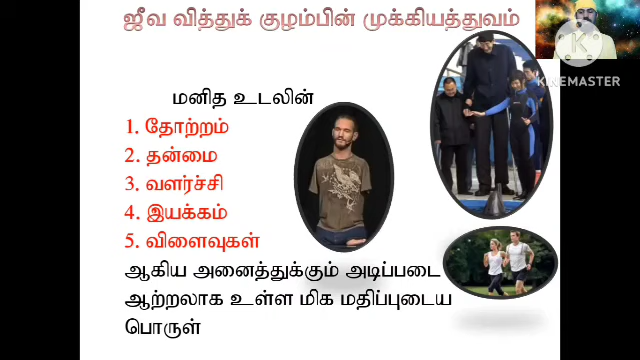 ஜீவ வித்துக் குழம்பின் முக்கியத்துவம்
KINEMASTER
மனித உடலின்
1. தோற்றம்
2. தன்மை
3. வளர்ச்சி
4. இயக்கம்
5. விளைவுகள்
ஆகிய அனைத்துக்கும் அடிப்படை
ஆற்றலாக உள்ள மிக மதிப்புடைய
பொருள்